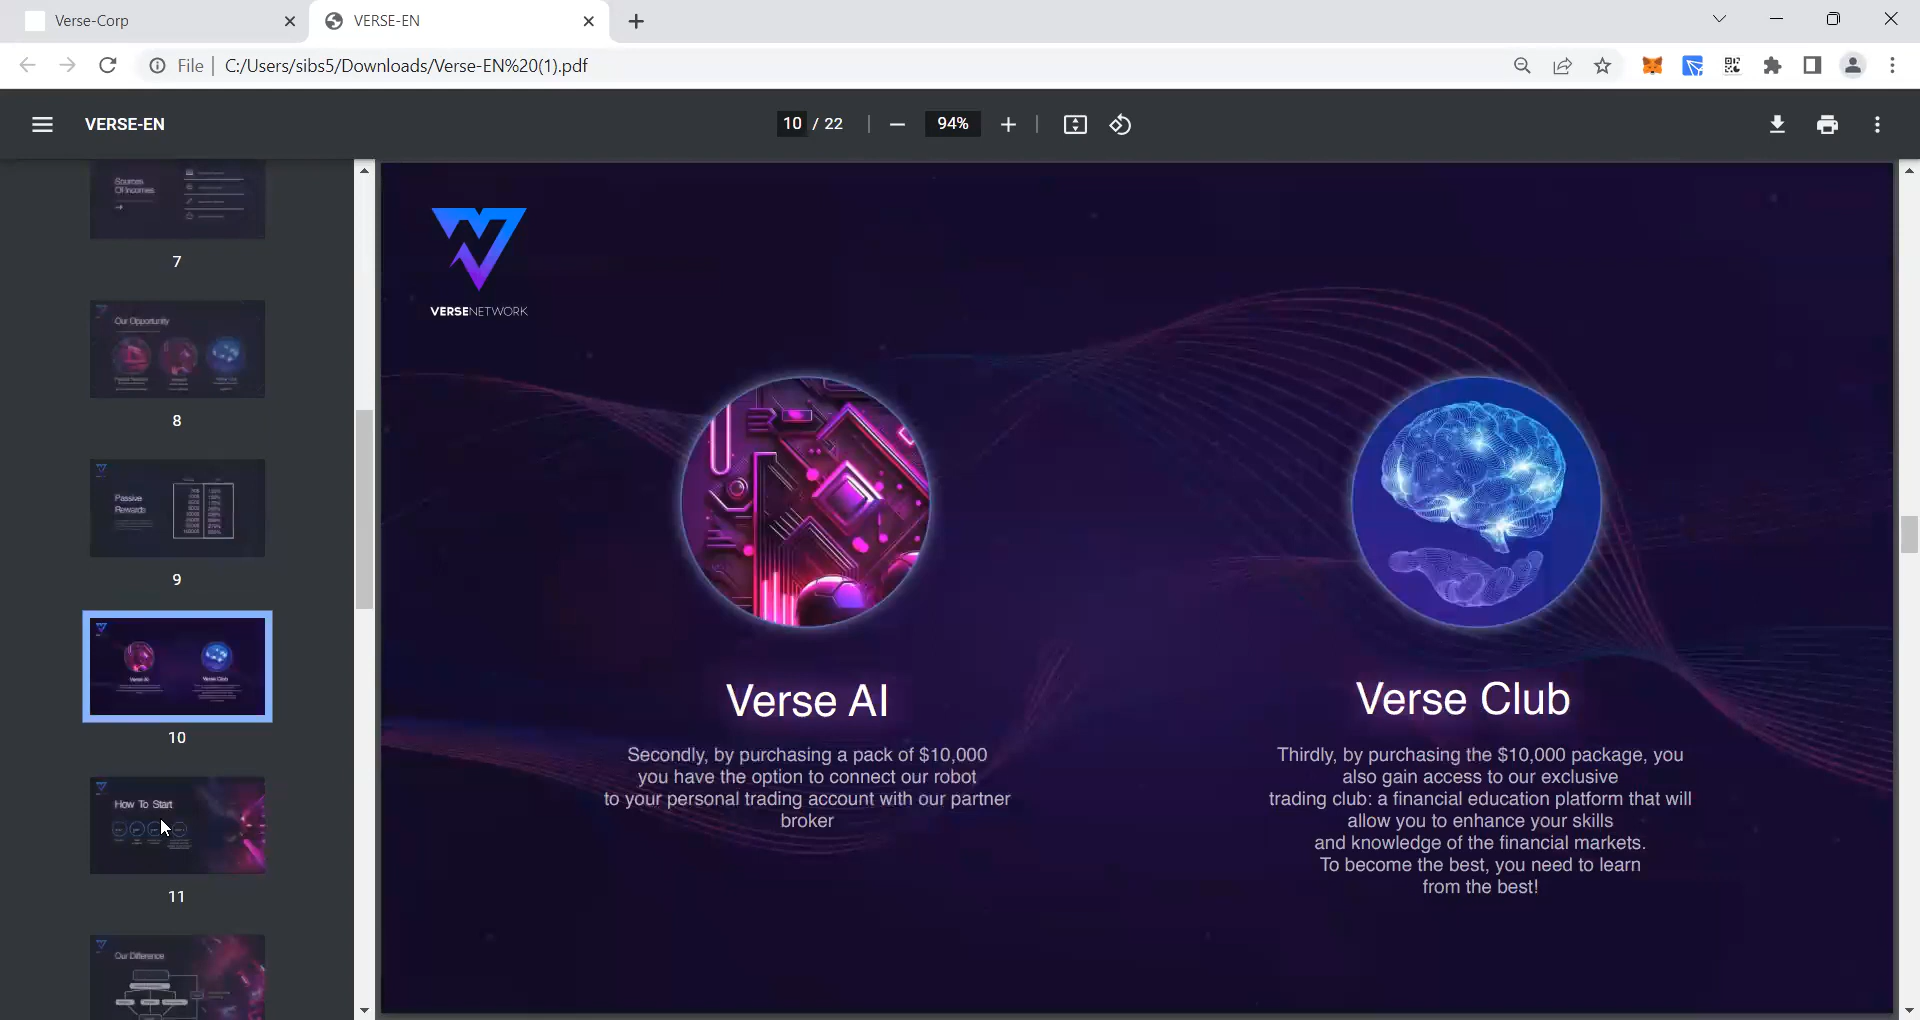 Verse-Corp
VERSE-EN
File
C:/Users/sibs5/Downloads/Verse-EN%20(1).pdf
VERSE-EN
10 / 22
94%
Sources
Of Incomes
7
Our Opportunity
8
Passive
Rewards
9
Verse AI
Verse Club
10
How To Start
11
Our Difference
VERSENETWORK
Verse AI
Secondly, by purchasing a pack of $10,000
you have the option to connect our robot
to your personal trading account with our partner
broker
Verse Club
Thirdly, by purchasing the $10,000 package, you
also gain access to our exclusive
trading club: a financial education platform that will
allow you to enhance your skills
and knowledge of the financial markets.
To become the best, you need to learn
from the best!